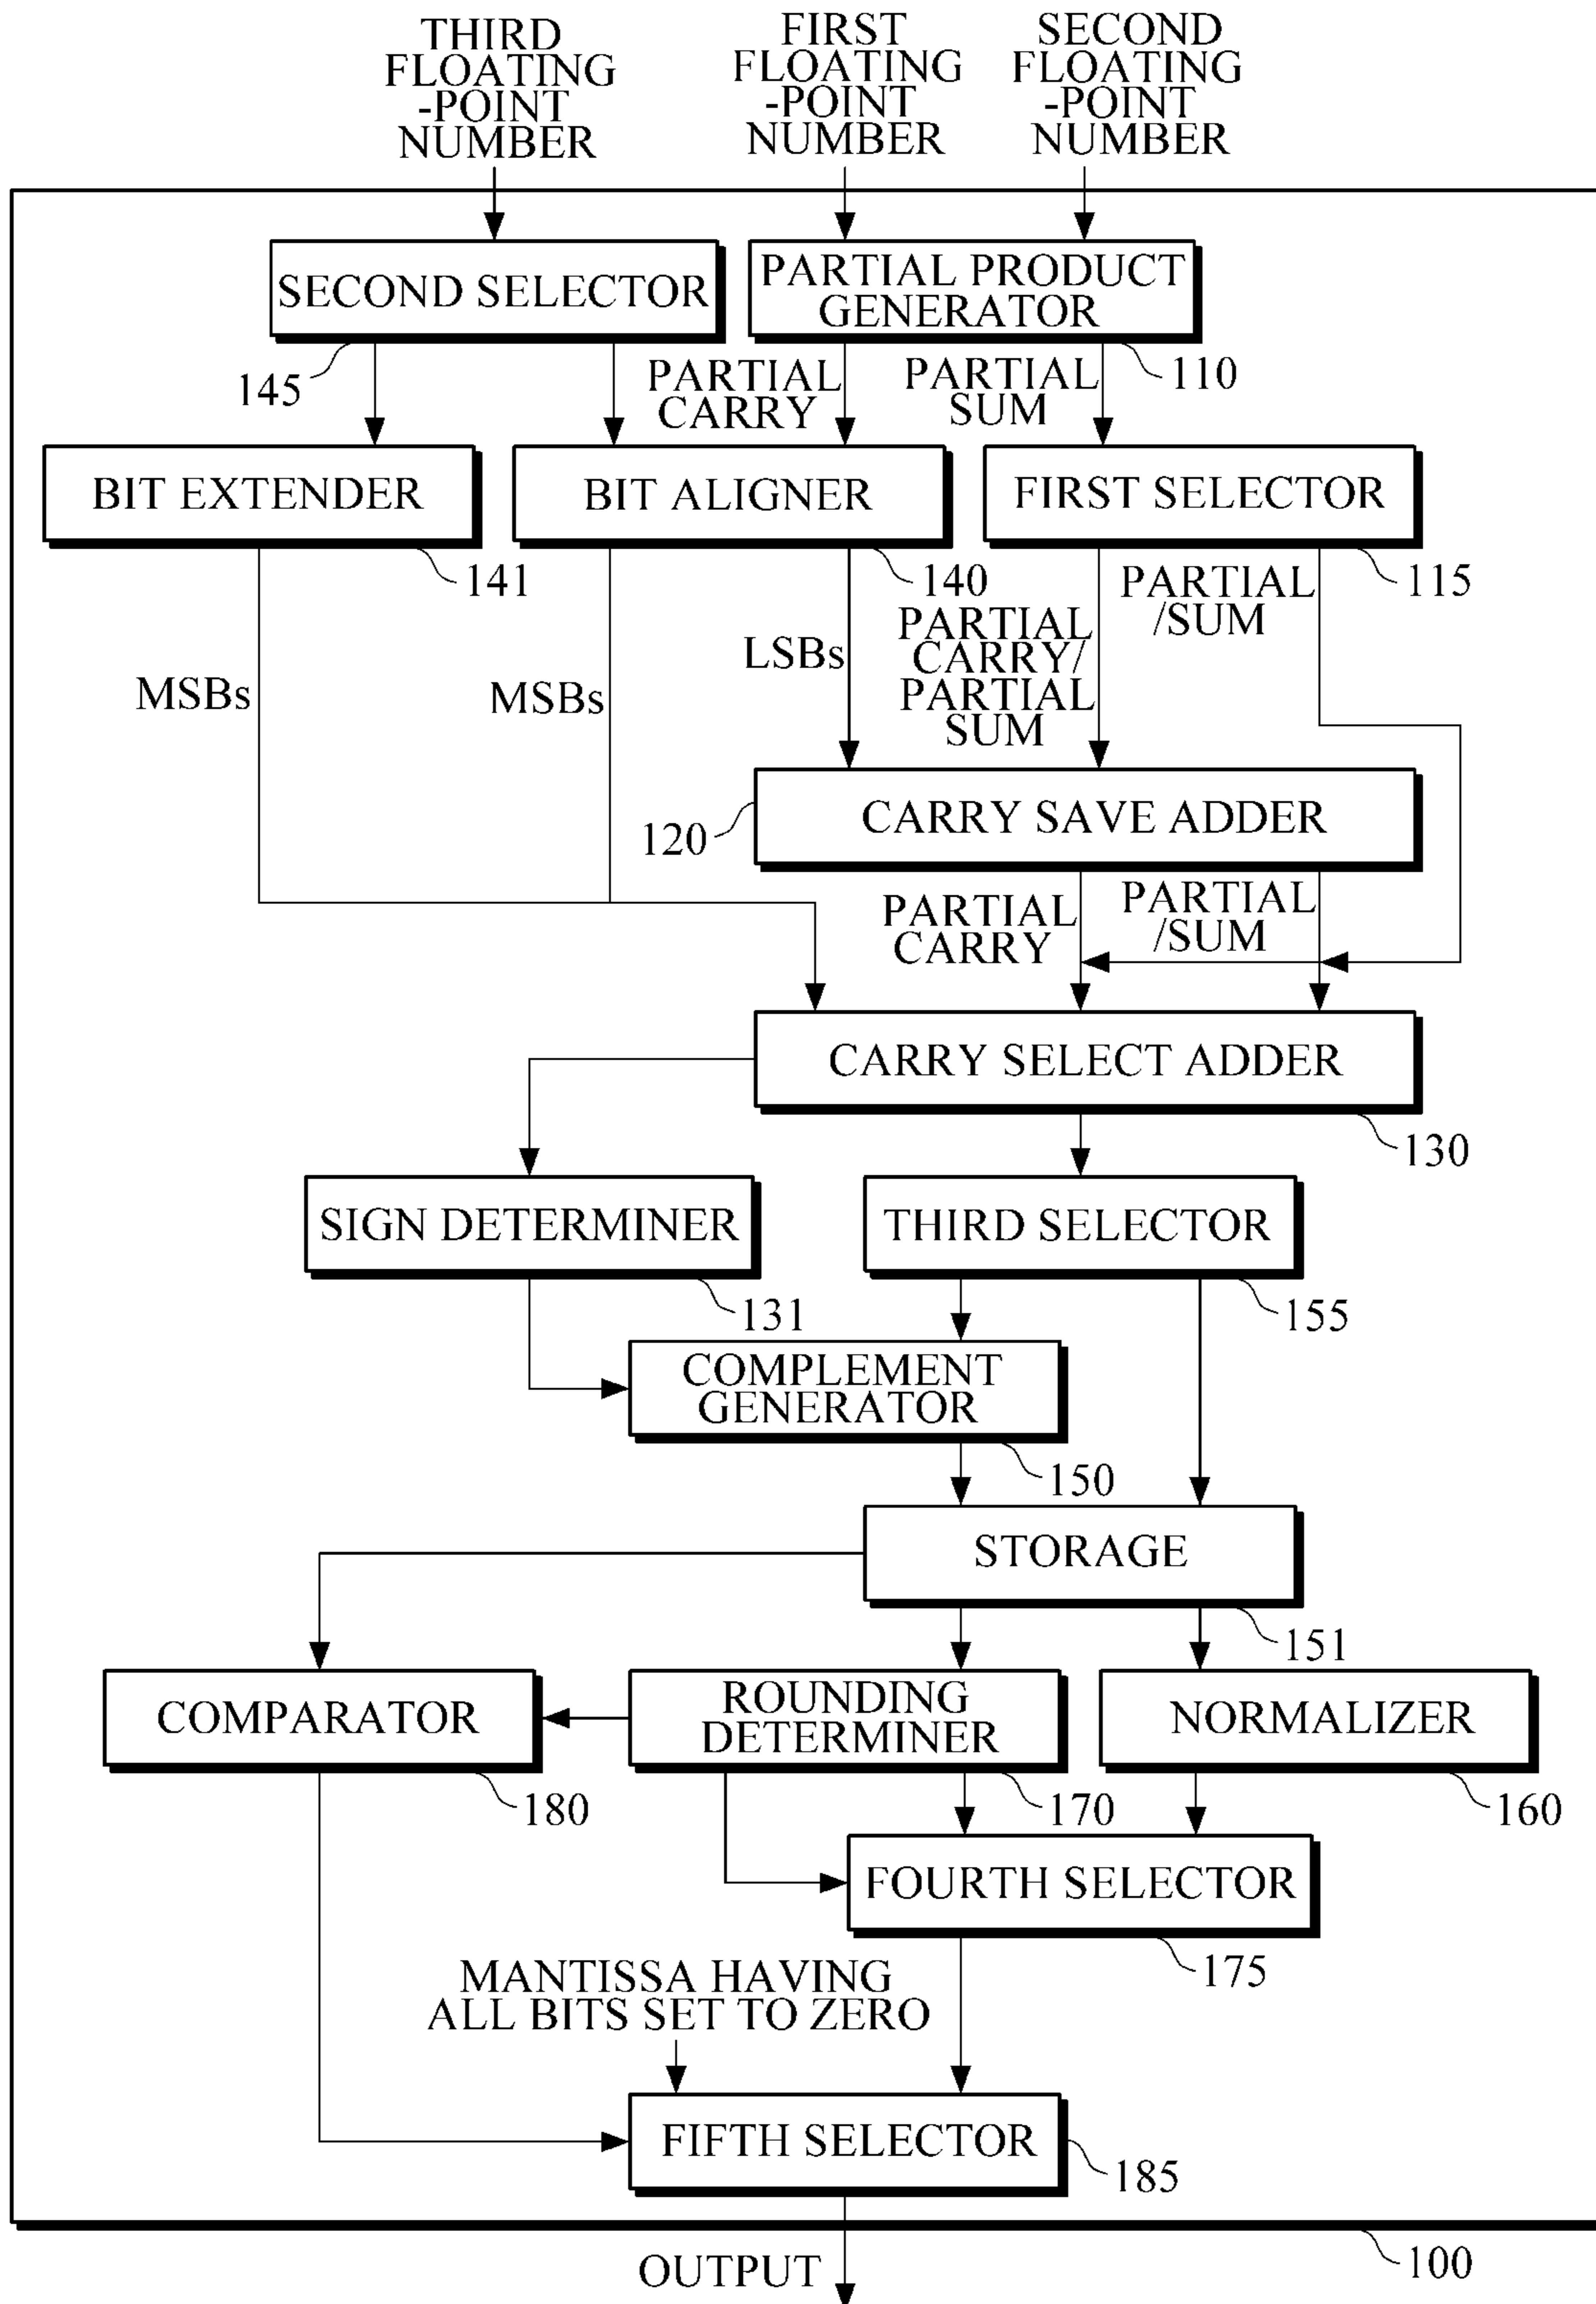 THIRD
FLOATING
-POINT
NUMBER
FIRST
FLOATING
-POINT
NUMBER
SECOND
FLOATING
-POINT
NUMBER
SECOND SELECTOR
PARTIAL PRODUCT
GENERATOR
145
PARTIAL
CARRY
PARTIAL
SUM
110
BIT EXTENDER
BIT ALIGNER
FIRST SELECTOR
141
140
115
MSBs
MSBs
LSBs
PARTIAL
CARRY/
PARTIAL
SUM
PARTIAL
/SUM
CARRY SAVE ADDER
120
PARTIAL
CARRY
PARTIAL
/SUM
CARRY SELECT ADDER
130
SIGN DETERMINER
THIRD SELECTOR
131
155
COMPLEMENT
GENERATOR
150
STORAGE
151
COMPARATOR
ROUNDING
DETERMINER
NORMALIZER
180
170
160
FOURTH SELECTOR
175
MANTISSA HAVING
ALL BITS SET TO ZERO
FIFTH SELECTOR
185
100
OUTPUT